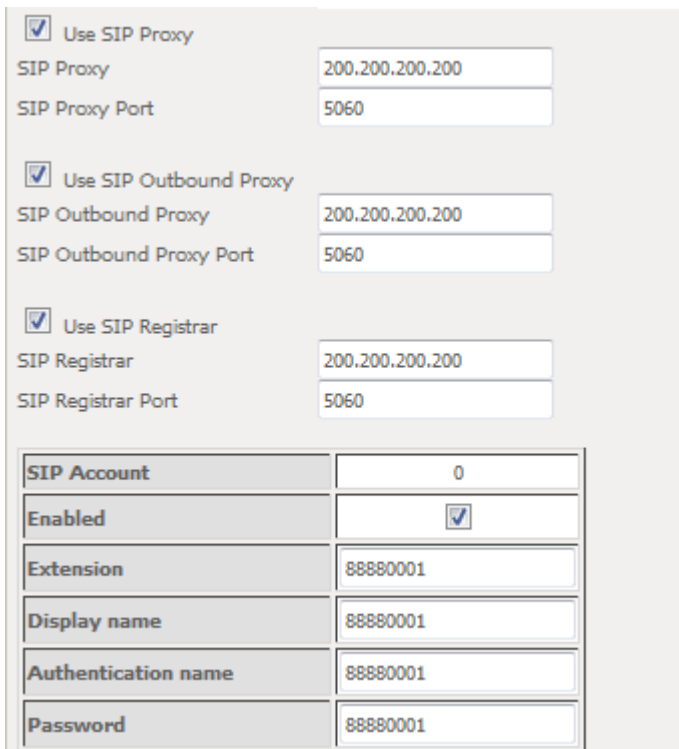 Use SIP Proxy
SIP Proxy 200.200.200.200
SIP Proxy Port 5060
Use SIP Outbound Proxy
SIP Outbound Proxy 200.200.200.200
SIP Outbound Proxy Port 5060
Use SIP Registrar
SIP Registrar 200.200.200.200
SIP Registrar Port 5060
SIP Account 0
Enabled
Extension 88880001
Display name 88880001
Authentication name 88880001
Password 88880001